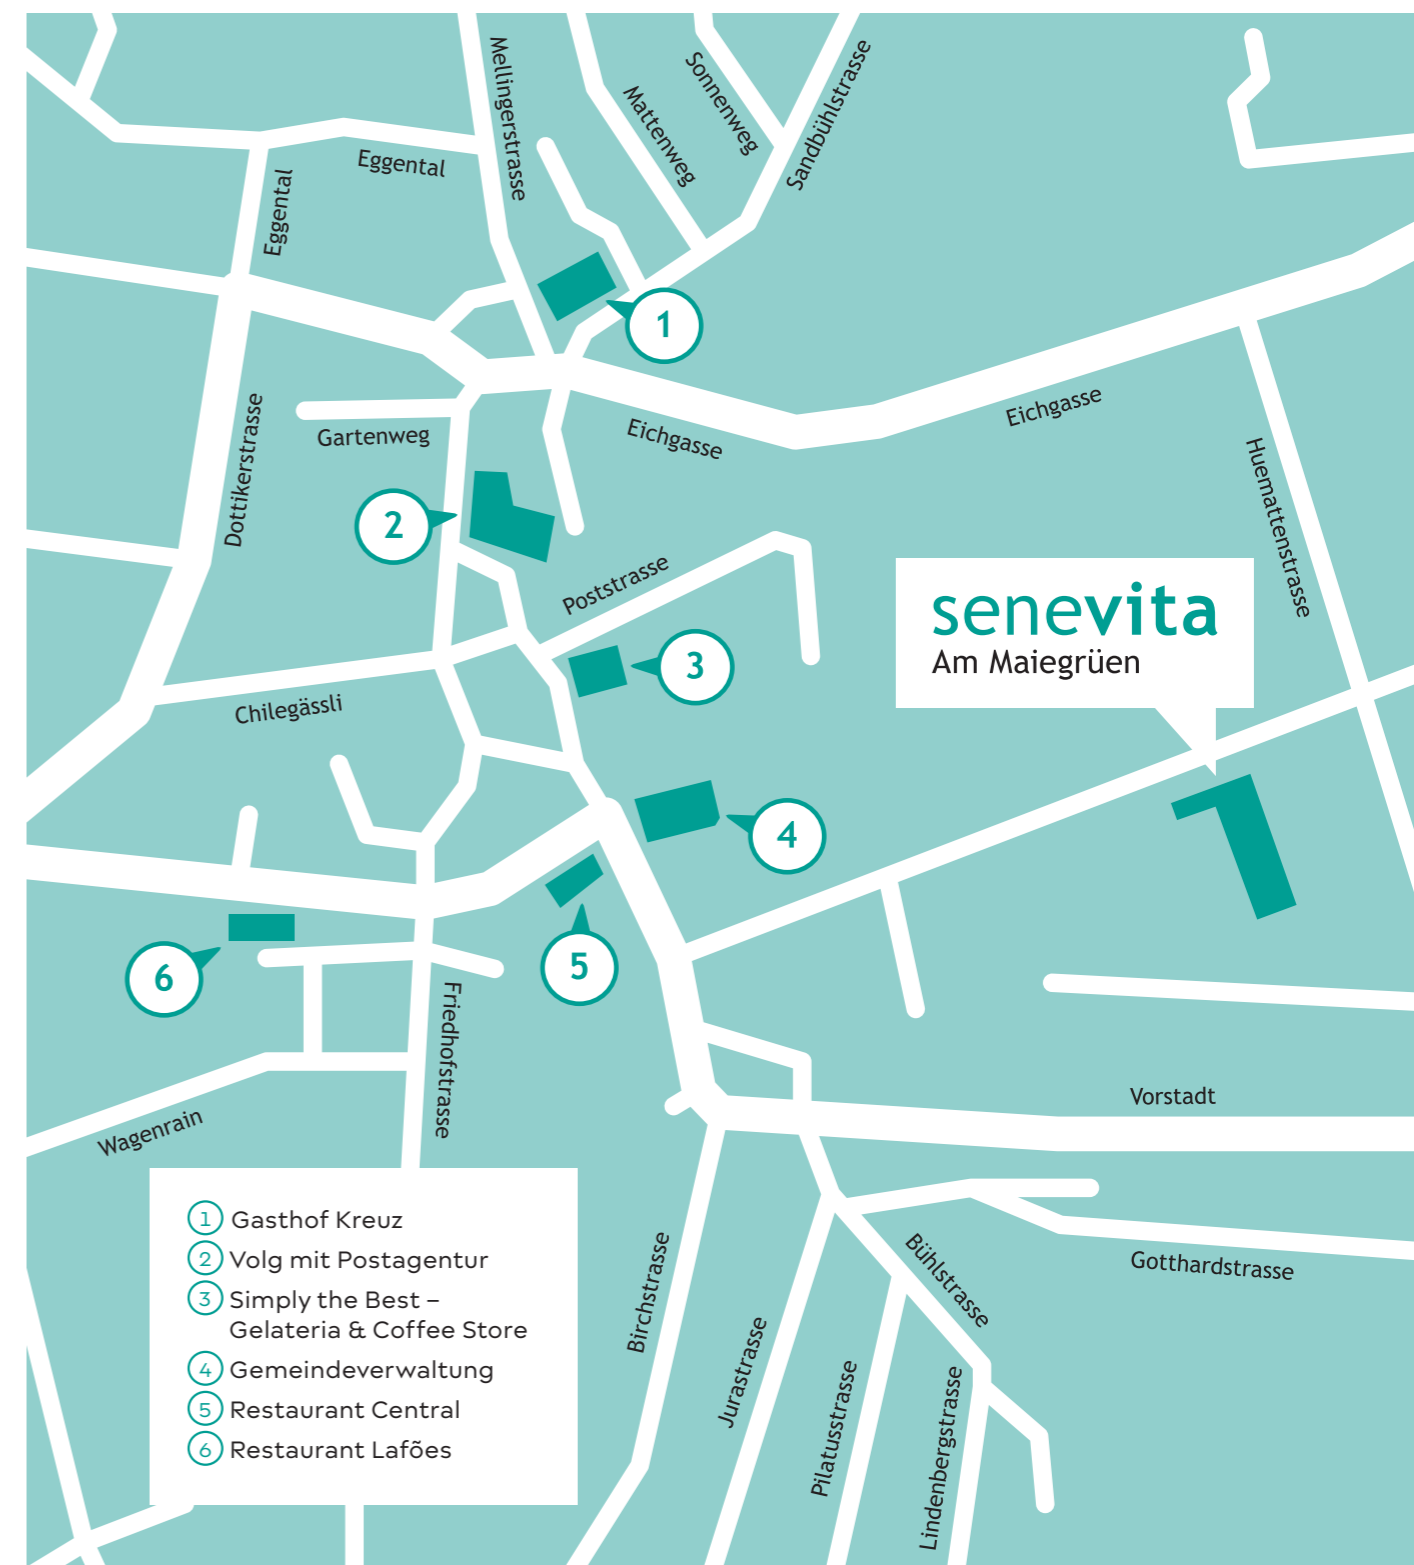 Mellingerstrasse
Mattenweg
Sonnenweg
Sandbühlstrasse
Eggental
Eggental
1
Dottikerstrasse
Gartenweg
Eichgasse
Eichgasse
Huemattenstrasse
2
Poststrasse
senevita
Am Maiegrüen
3
Chilegässli
4
5
6
Friedhofstrasse
Wagenrain
Vorstadt
Birchstrasse
Jurastrasse
Pilatusstrasse
Bühlstrasse
Lindenbergstrasse
Gotthardstrasse
1 Gasthof Kreuz
2 Volg mit Postagentur
3 Simply the Best –
Gelateria & Coffee Store
4 Gemeindeverwaltung
5 Restaurant Central
6 Restaurant Lafões